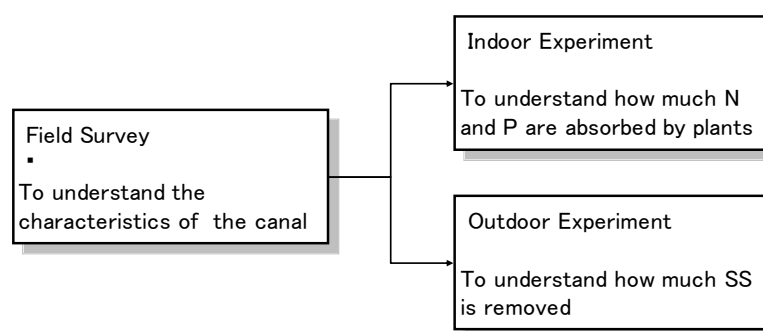 Field Survey
▪
To understand the
characteristics of the canal
Indoor Experiment
To understand how much N
and P are absorbed by plants
Outdoor Experiment
To understand how much SS
is removed